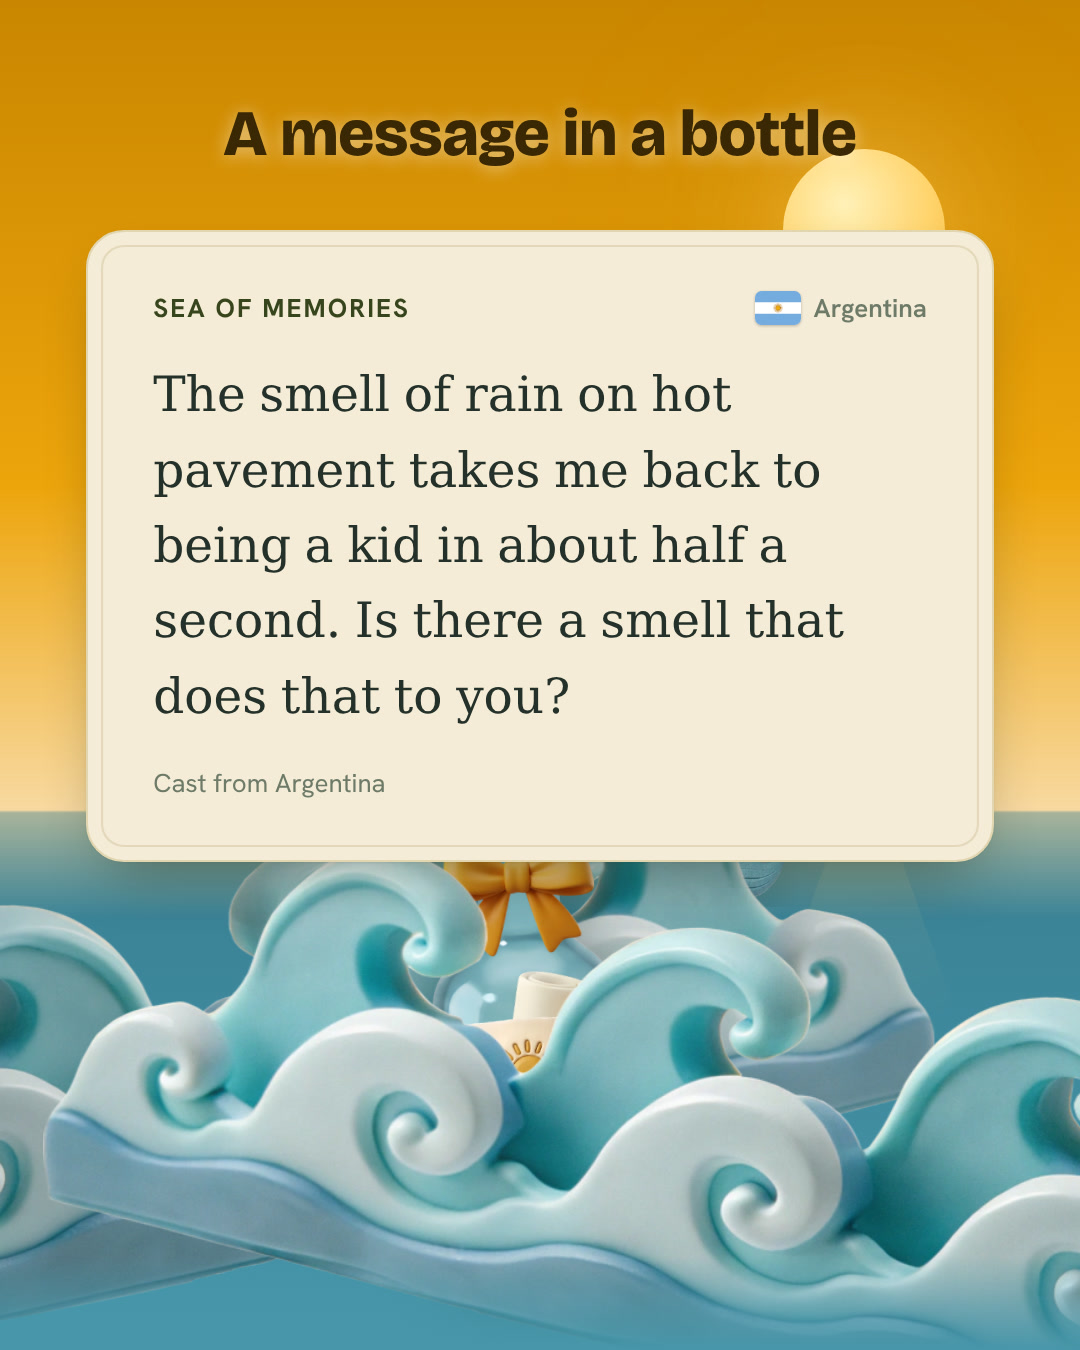 A message in a bottle
SEA OF MEMORIES
Argentina
The smell of rain on hot
pavement takes me back to
being a kid in about half a
second. Is there a smell that
does that to you?
Cast from Argentina